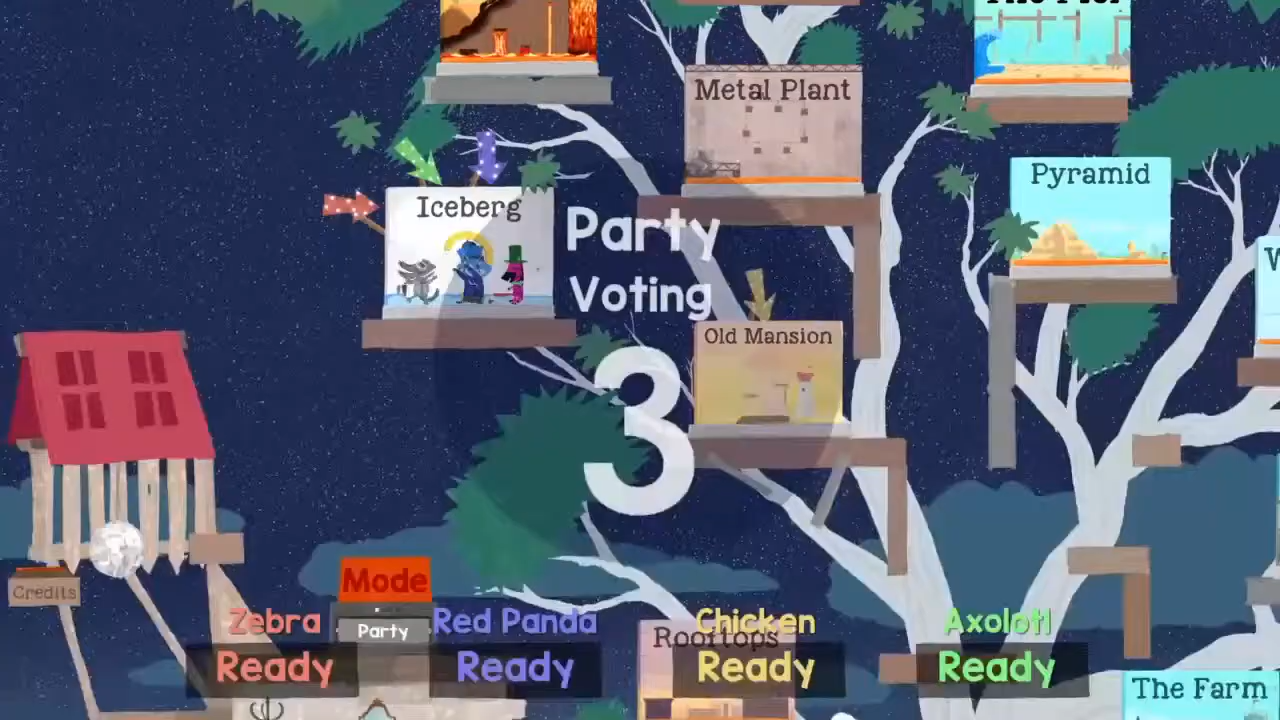 Metal Plant
Pyramid
Iceberg
Party
Voting
Old Mansion
3
Mode
Credits
Party
Zebra
Red Panda
Chicken
Axolotl
Rooftops
Ready
Ready
Ready
Ready
The Farm